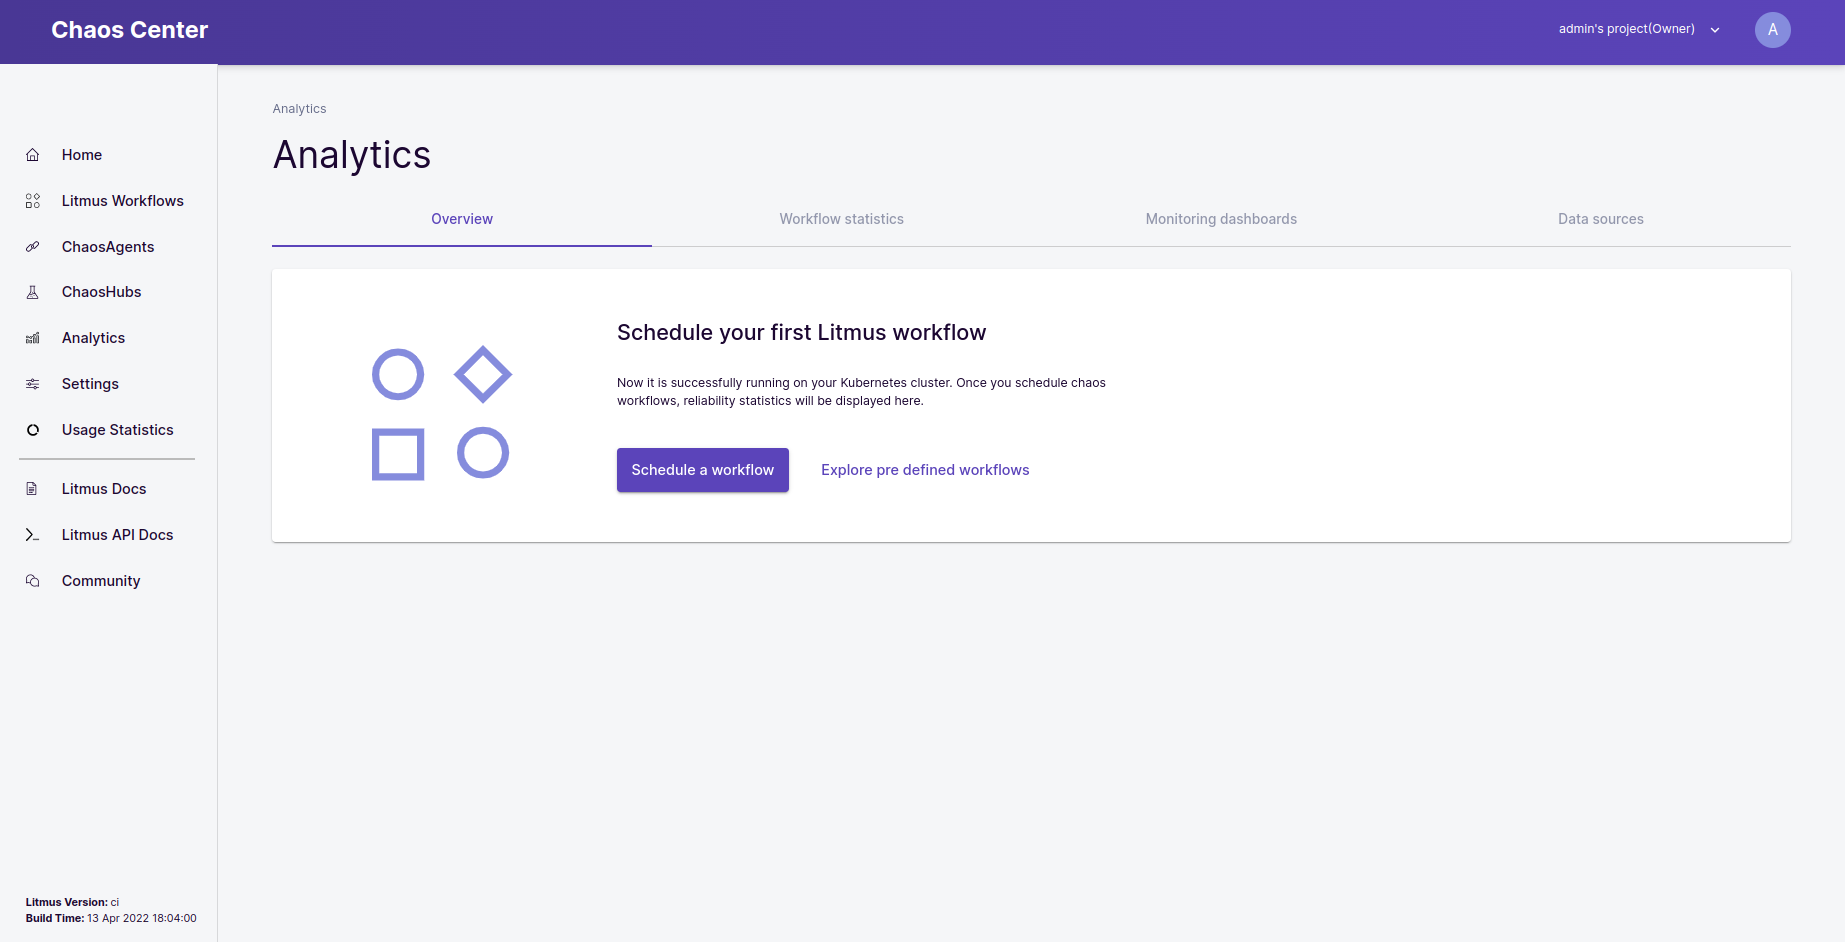 Chaos Center
admin's project(Owner)
A
Home
Litmus Workflows
ChaosAgents
ChaosHubs
Analytics
Settings
Usage Statistics
Litmus Docs
Litmus API Docs
Community
Litmus Version: ci
Build Time: 13 Apr 2022 18:04:00
Analytics
Analytics
Overview
Workflow statistics
Monitoring dashboards
Data sources
Schedule your first Litmus workflow
Now it is successfully running on your Kubernetes cluster. Once you schedule chaos
workflows, reliability statistics will be displayed here.
Schedule a workflow
Explore pre defined workflows